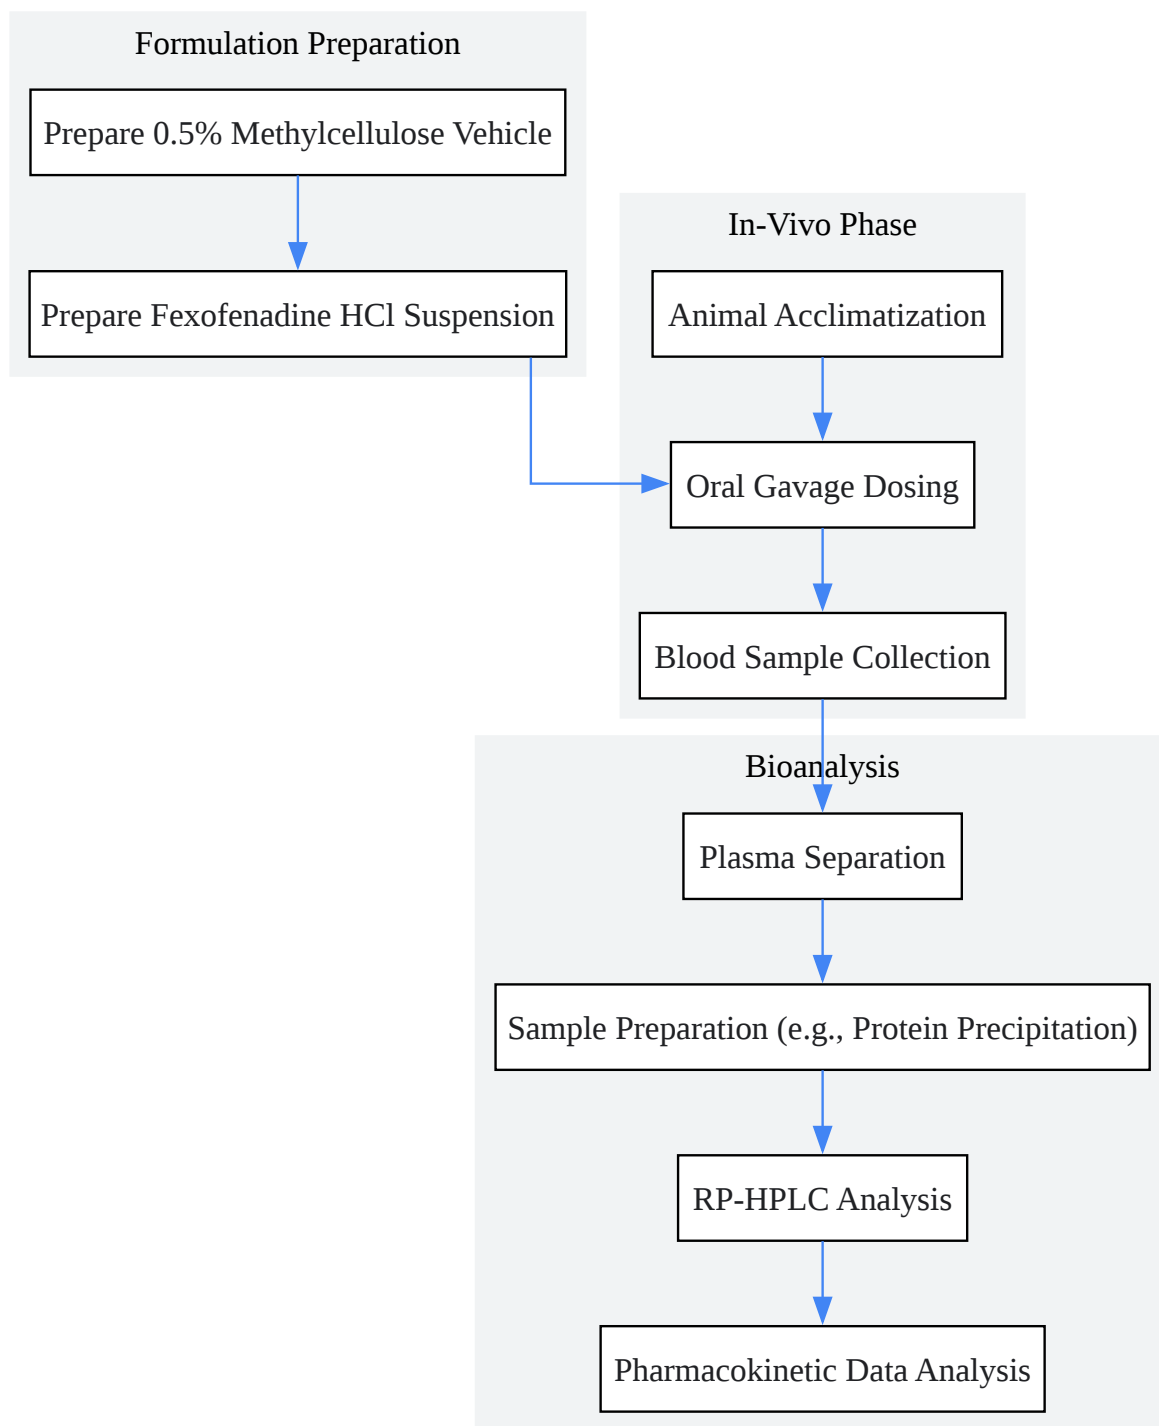 Formulation Preparation
Prepare 0.5% Methylcellulose Vehicle
Prepare Fexofenadine HCl Suspension
In-Vivo Phase
Animal Acclimatization
Oral Gavage Dosing
Blood Sample Collection
Bioanalysis
Plasma Separation
Sample Preparation (e.g., Protein Precipitation)
RP-HPLC Analysis
Pharmacokinetic Data Analysis